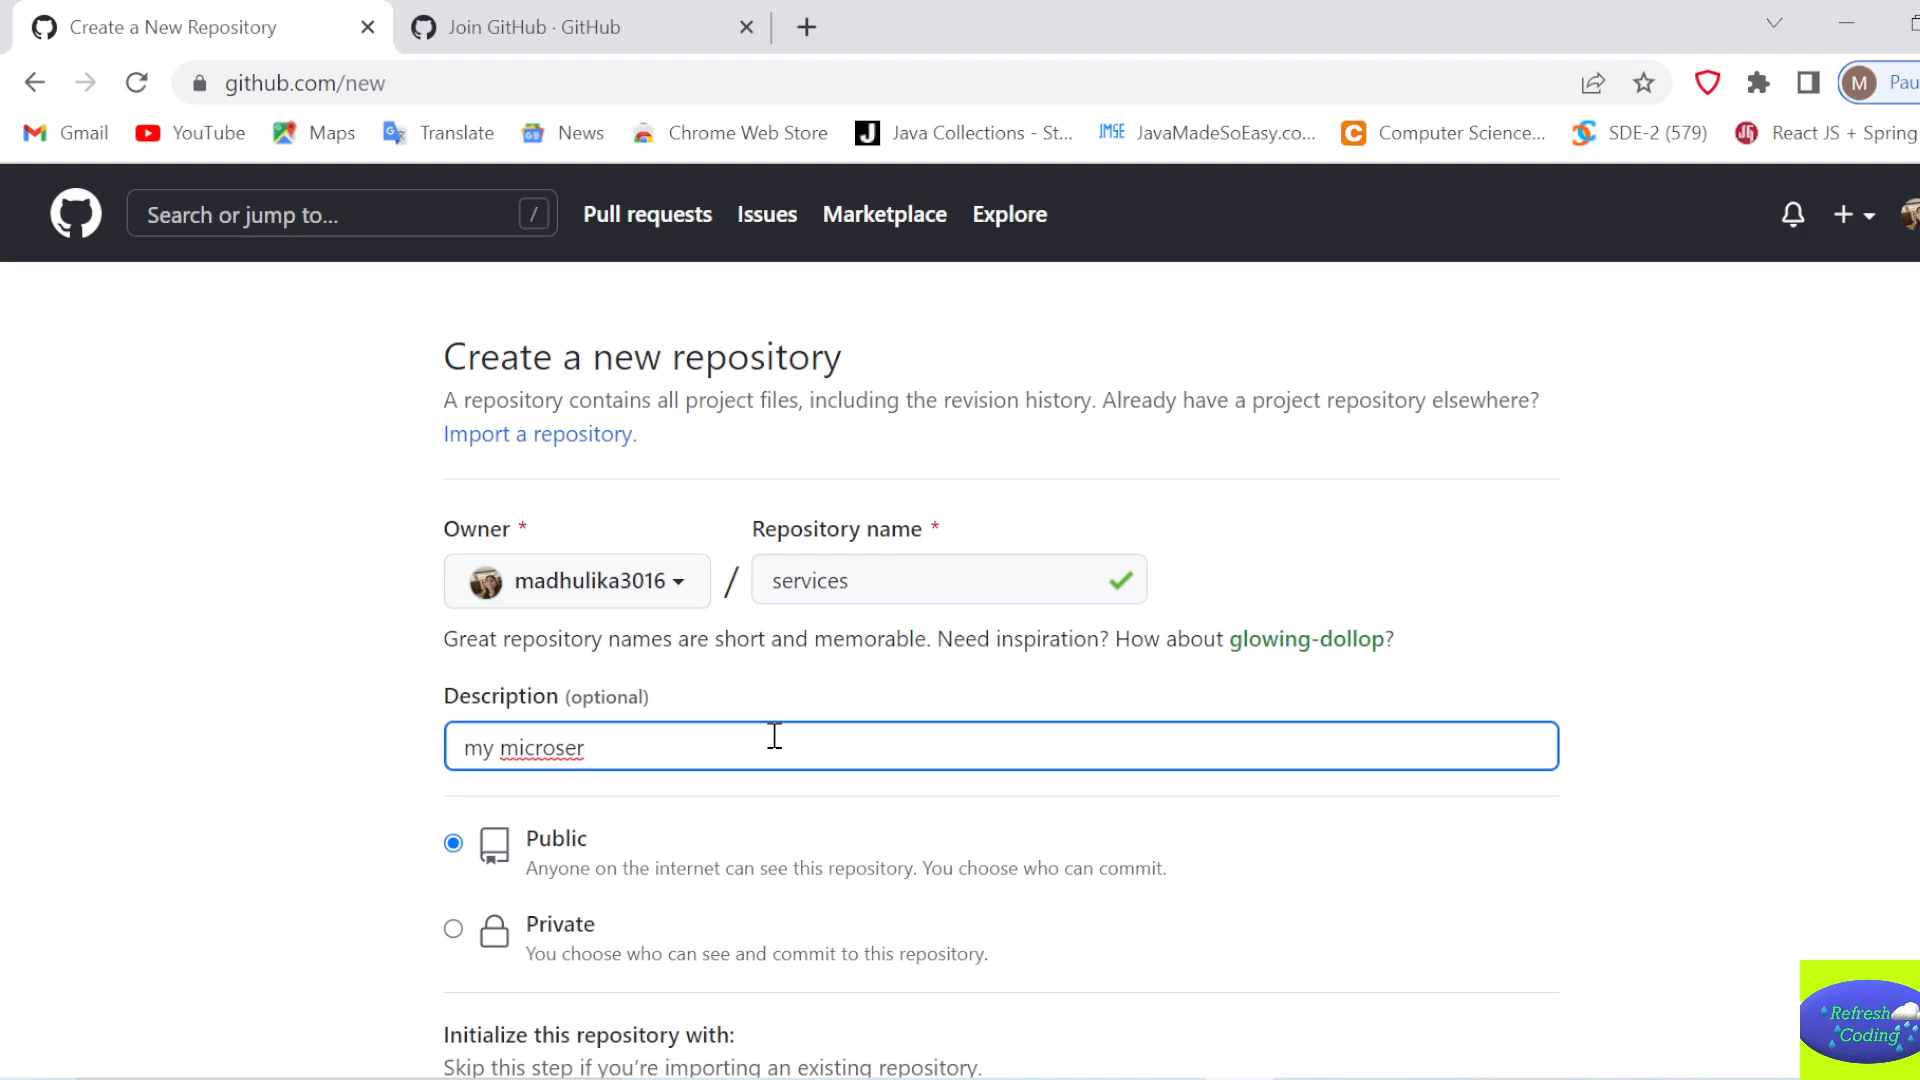 Create a New Repository
Join GitHub · GitHub
github.com/new
M
Pau
Gmail
YouTube
Maps
Translate
News
Chrome Web Store
Java Collections - St...
JMSE JavaMadeSoEasy.co...
Computer Science...
SDE-2 (579)
React JS + Spring
Search or jump to...
/
Pull requests
Issues
Marketplace
Explore
Create a new repository
A repository contains all project files, including the revision history. Already have a project repository elsewhere?
Import a repository.
Owner *
Repository name *
madhulika3016
/
services
Great repository names are short and memorable. Need inspiration? How about glowing-dollop?
Description (optional)
my microser
Public
Anyone on the internet can see this repository. You choose who can commit.
Private
You choose who can see and commit to this repository.
Initialize this repository with:
Skip this step if you're importing an existing repository.
Refresh
Coding